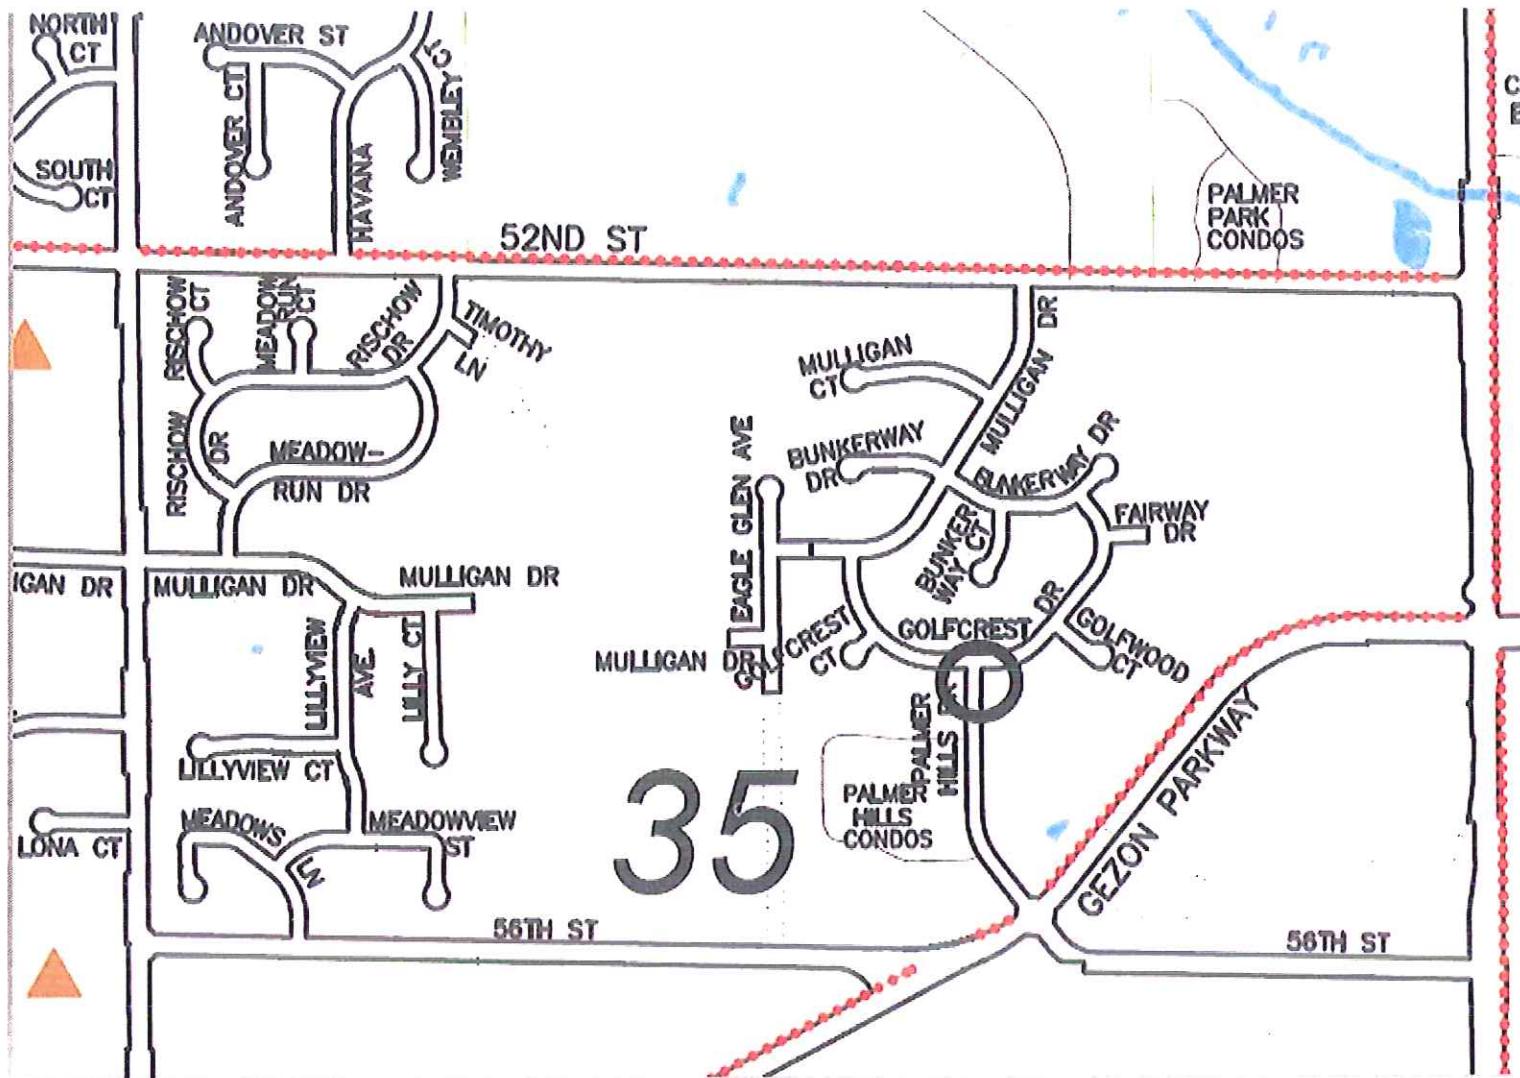 NORTH
CT
SOUTH
CT
ANDOVER ST
ANDOVER CT
WEMBLEY CT
HAVANA
52ND ST
PALMER
PARK
CONDOS
C
RISCHOW
CT
MEADOW
RUN
CT
RISCHOW
DR
TIMOTHY
LN
RISCHOW
DR
MEADOW-
RUN DR
MULLIGAN
CT
MULLIGAN
DR
BUNKERWAY
DR
BUNKERWAY DR
BUNKER
WAY CT
FAIRWAY
DR
EAGLE GLEN AVE
IGAN DR
MULLIGAN DR
MULLIGAN DR
LILLYVIEW
AVE.
LILLY CT
MULLIGAN DR
GOLFCREST
CT
GOLFCREST
DR
GOLFWOOD
CT
PALMER
HILLS DR
PALMER
HILLS
CONDOS
35
GEZON PARKWAY
LILLYVIEW CT
LONA CT
MEADOWS
LN
MEADOWVIEW
ST
56TH ST
56TH ST